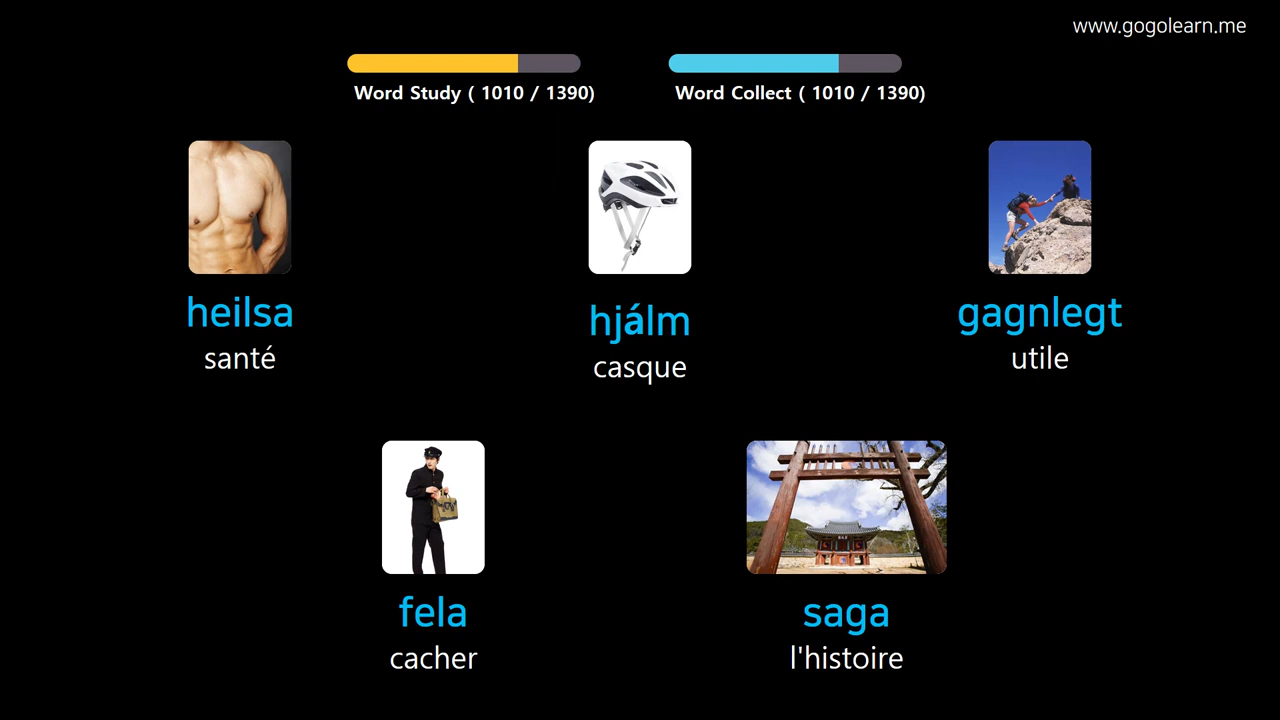 www.gogolearn.me
Word Study ( 1010 / 1390)
Word Collect ( 1010 / 1390)
heilsa
santé
hjálm
casque
gagnlegt
utile
fela
cacher
saga
l'histoire